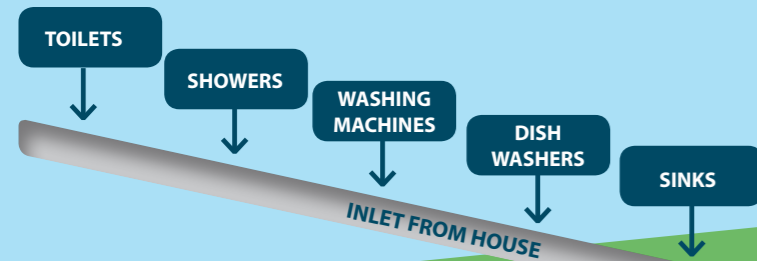 TOILETS
SHOWERS
WASHING
MACHINES
DISH
WASHERS
SINKS
INLET FROM HOUSE